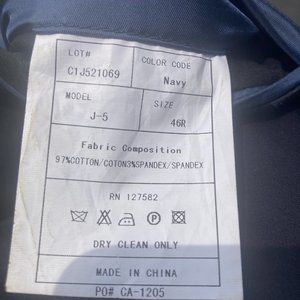 LOT# COLOR CODE
C1J521069 Navy
MODEL SIZE
J-5 46R
Fabric Composition
97%COTTON/COTON3%SPANDEX/SPANDEX
RN 127582
P
DRY CLEAN ONLY
MADE IN CHINA
PO# CA-1205